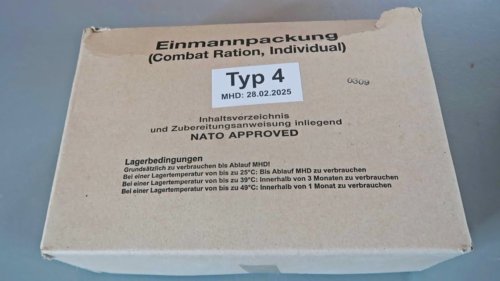 Einmannpackung
(Combat Ration, Individual)
Typ 4
MHD: 28.02.2025
0309
Inhaltsverzeichnis
und Zubereitungsanweisung inliegend
NATO APPROVED
Lagerbedingungen
Grundsätzlich zu verbrauchen bis Ablauf MHD!
Bei einer Lagertemperatur von bis zu 25°C: Bis Ablauf MHD zu verbrauchen
Bei einer Lagertemperatur von bis zu 39°C: Innerhalb von 3 Monaten zu verbrauchen
Bei einer Lagertemperatur von bis zu 49°C: Innerhalb von 1 Monat zu verbrauchen